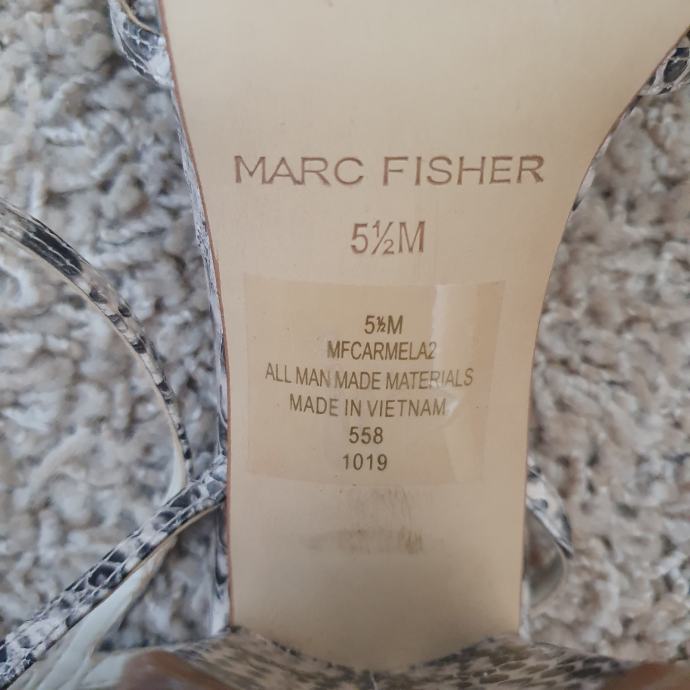 MARC FISHER
5½M
5½M
MFCARMELA2
ALL MAN MADE MATERIALS
MADE IN VIETNAM
558
1019